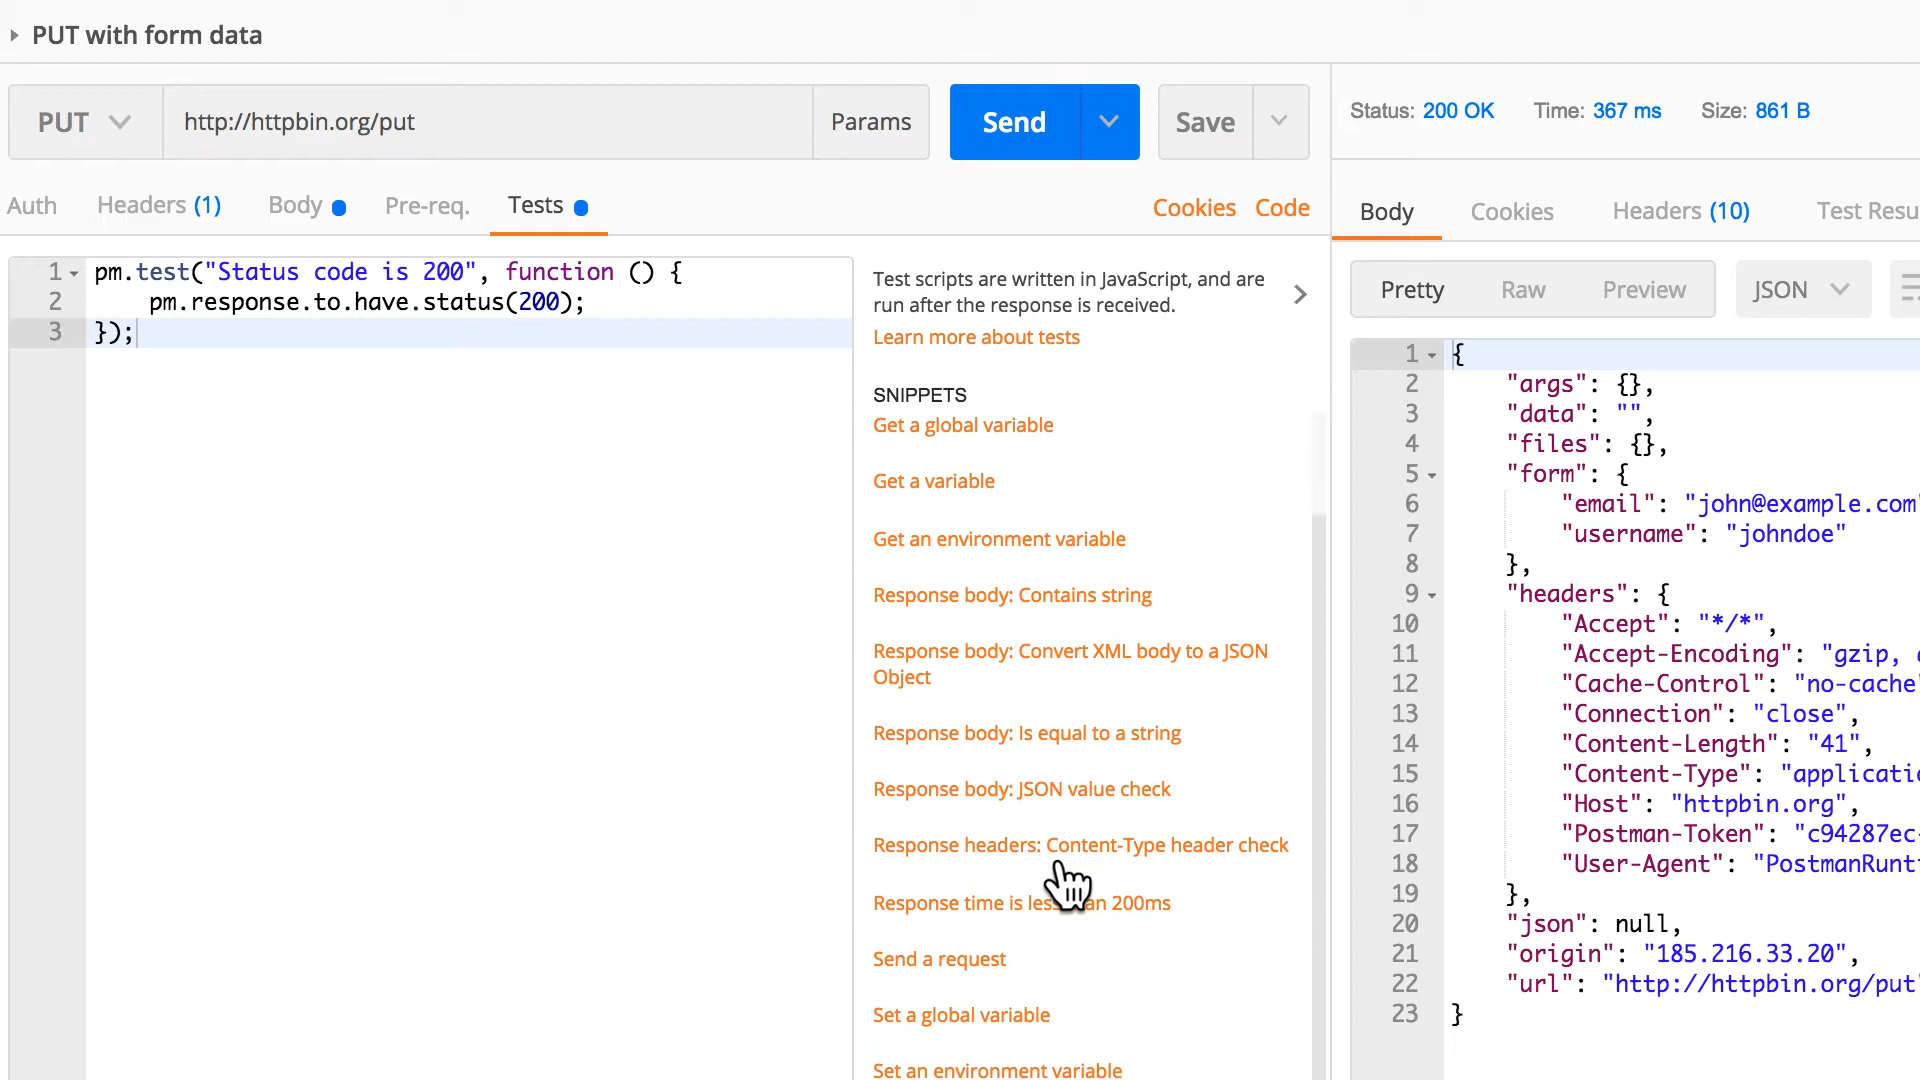 PUT with form data
PUT
http://httpbin.org/put
Params
Send
Save
Status: 200 OK
Time: 367 ms
Size: 861 B
Auth
Headers (1)
Body
Pre-req.
Tests
Cookies
Code
1 pm.test("Status code is 200", function () {
2 pm.response.to.have.status(200);
3 });
Test scripts are written in JavaScript, and are
run after the response is received.
Learn more about tests
SNIPPETS
Get a global variable
Get a variable
Get an environment variable
Response body: Contains string
Response body: Convert XML body to a JSON
Object
Response body: Is equal to a string
Response body: JSON value check
Response headers: Content-Type header check
Response time is 200ms
Send a request
Set a global variable
Set an environment variable
Body
Cookies
Headers (10)
Test Resu
Pretty
Raw
Preview
JSON
1 {
2 "args": {},
3 "data": "",
4 "files": {},
5 "form": {
6 "email": "john@example.com"
7 "username": "johndoe"
8 },
9 "headers": {
10 "Accept": "*/*",
11 "Accept-Encoding": "gzip,
12 "Cache-Control": "no-cache"
13 "Connection": "close",
14 "Content-Length": "41",
15 "Content-Type": "applicatio
16 "Host": "httpbin.org",
17 "Postman-Token": "c94287ec-
18 "User-Agent": "PostmanRunt
19 },
20 "json": null,
21 "origin": "185.216.33.20",
22 "url": "http://httpbin.org/put"
23 }